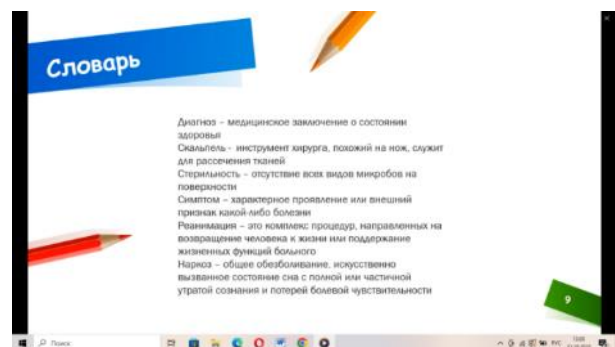 Словарь
Диагноз – медицинское заключение о состоянии
здоровья
Скальпель - инструмент хирурга, похожий на нож, служит
для рассечения тканей
Стерильность – отсутствие всех видов микробов на
поверхности
Симптом – характерное проявление или внешний
признак какой-либо болезни
Реанимация – это комплекс процедур, направленных на
возвращение человека к жизни или поддержание
жизненных функций больного
Наркоз – общее обезболивание, искусственно
вызванное состояние сна с полной или частичной
утратой сознания и потерей болевой чувствительности
9
Поиск
РУС